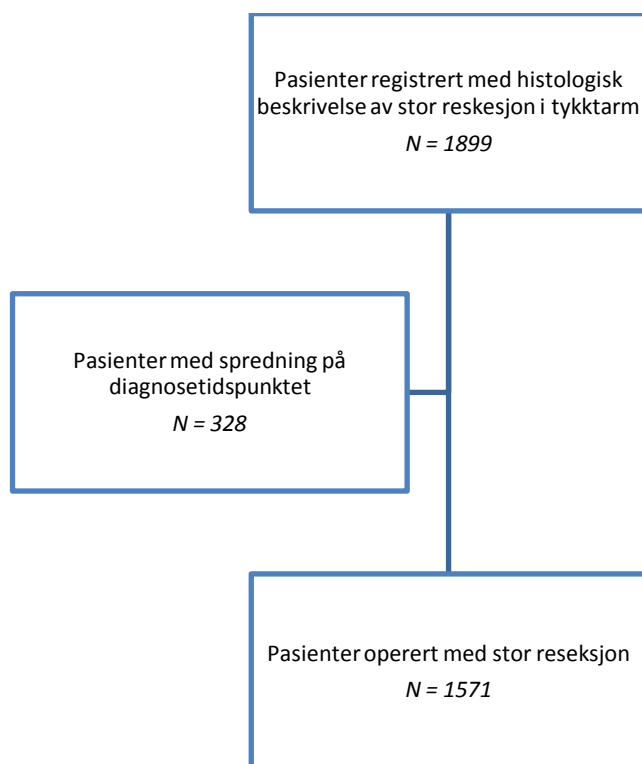 Pasienter registrert med histologisk
beskrivelse av stor reskesjon i tykktarm
N = 1899
Pasienter med spredning på
diagnosetidspunktet
N = 328
Pasienter operert med stor reseksjon
N = 1571